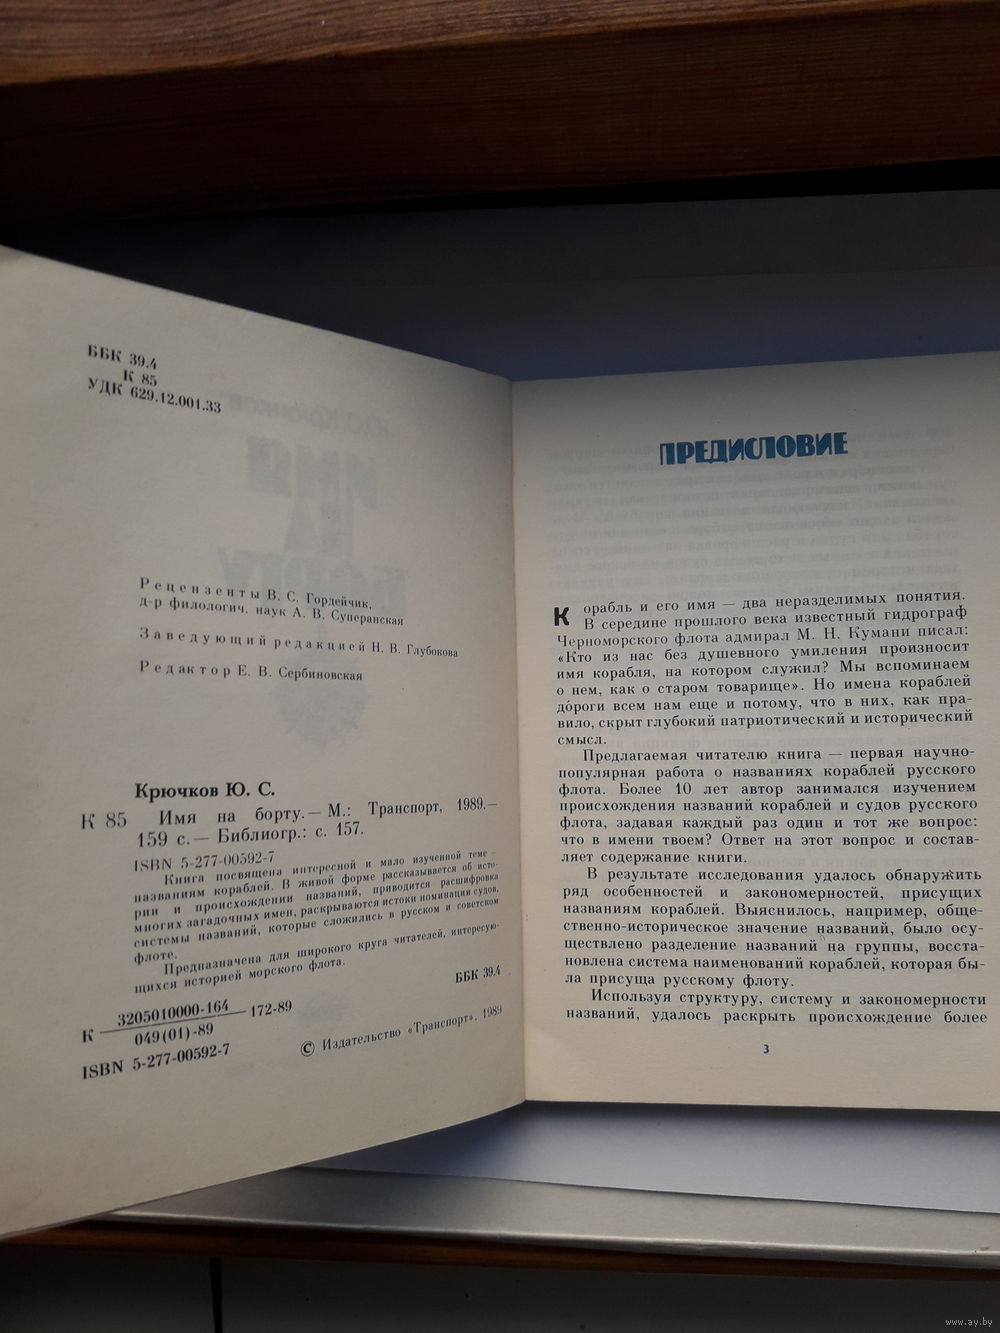 ББК 39.4
К 85
УДК 629.12.001.33
Рецензенты В. С. Гордейчик,
д-р филологич. наук А. В. Суперанская
Заведующий редакцией Н. В. Глубокова
Редактор Е. В. Сербиновская
Крючков Ю. С.
К 85 Имя на борту.— М.: Транспорт, 1989.—
159 с.— Библиогр.: с. 157.
ISBN 5-277-00592-7
Книга посвящена интересной и мало изученной теме —
названиям кораблей. В живой форме рассказывается об исто-
рии и происхождении названий, приводится расшифровка
многих загадочных имен, раскрываются истоки номинации судов,
системы названий, которые сложились в русском и советском
флоте.
Предназначена для широкого круга читателей, интересую-
щихся историей морского флота.
К 3205010000-164 172-89
049(01)-89
ББК 39.4
ISBN 5-277-00592-7
© Издательство «Транспорт». 1989
ПРЕДИСЛОВИЕ
Корабль и его имя — два неразделимых понятия.
В середине прошлого века известный гидрограф
Черноморского флота адмирал М. Н. Кумани писал:
«Кто из нас без душевного умиления произносит
имя корабля, на котором служил? Мы вспоминаем
о нем, как о старом товарище». Но имена кораблей
дороги всем нам еще и потому, что в них, как пра-
вило, скрыт глубокий патриотический и исторический
смысл.
Предлагаемая читателю книга — первая научно-
популярная работа о названиях кораблей русского
флота. Более 10 лет автор занимался изучением
происхождения названий кораблей и судов русского
флота, задавая каждый раз один и тот же вопрос:
что в имени твоем? Ответ на этот вопрос и состав-
ляет содержание книги.
В результате исследования удалось обнаружить
ряд особенностей и закономерностей, присущих
названиям кораблей. Выяснилось, например, обще-
ственно-историческое значение названий, было осу-
ществлено разделение названий на группы, восста-
новлена система наименований кораблей, которая бы-
ла присуща русскому флоту.
Используя структуру, систему и закономерности
названий, удалось раскрыть происхождение более
3
www.ay.by